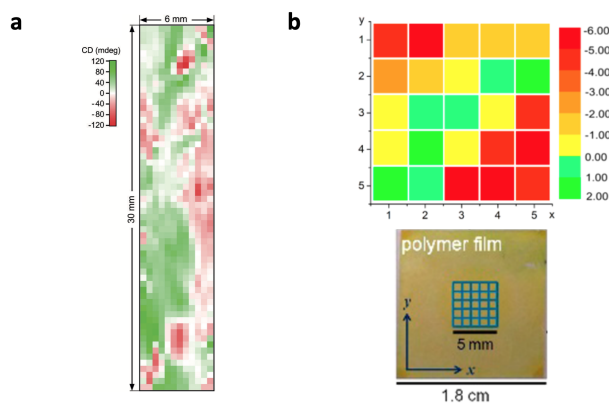 a
6 mm
CD (mdeg)
120
80
40
0
-40
-80
-120
30 mm
b
y
1
2
3
4
5
1 2 3 4 5 x
-6.00
-5.00
-4.00
-3.00
-2.00
-1.00
0.00
1.00
2.00
polymer film
y
5 mm
x
1.8 cm